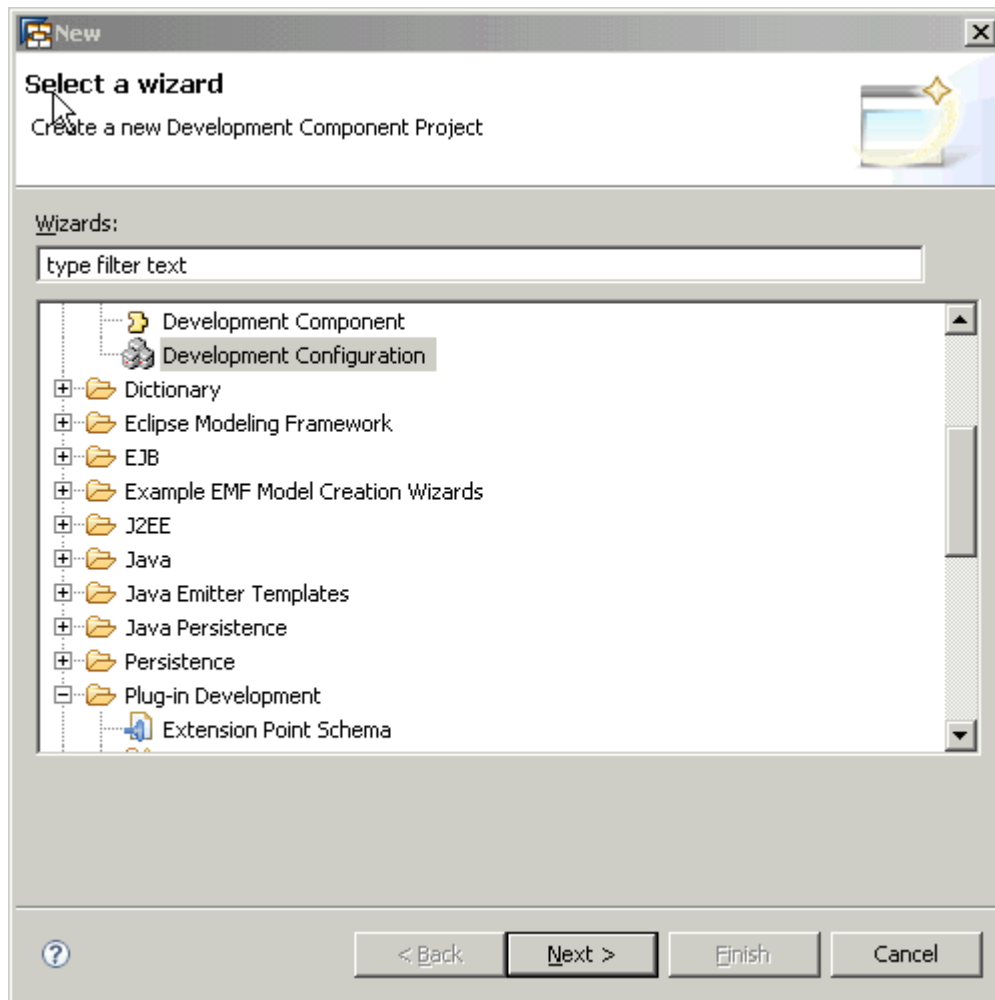 New
Select a wizard
Create a new Development Component Project
Wizards:
type filter text
Development Component
Development Configuration
Dictionary
Eclipse Modeling Framework
EJB
Example EMF Model Creation Wizards
J2EE
Java
Java Emitter Templates
Java Persistence
Persistence
Plug-in Development
Extension Point Schema
< Back Next > Finish Cancel